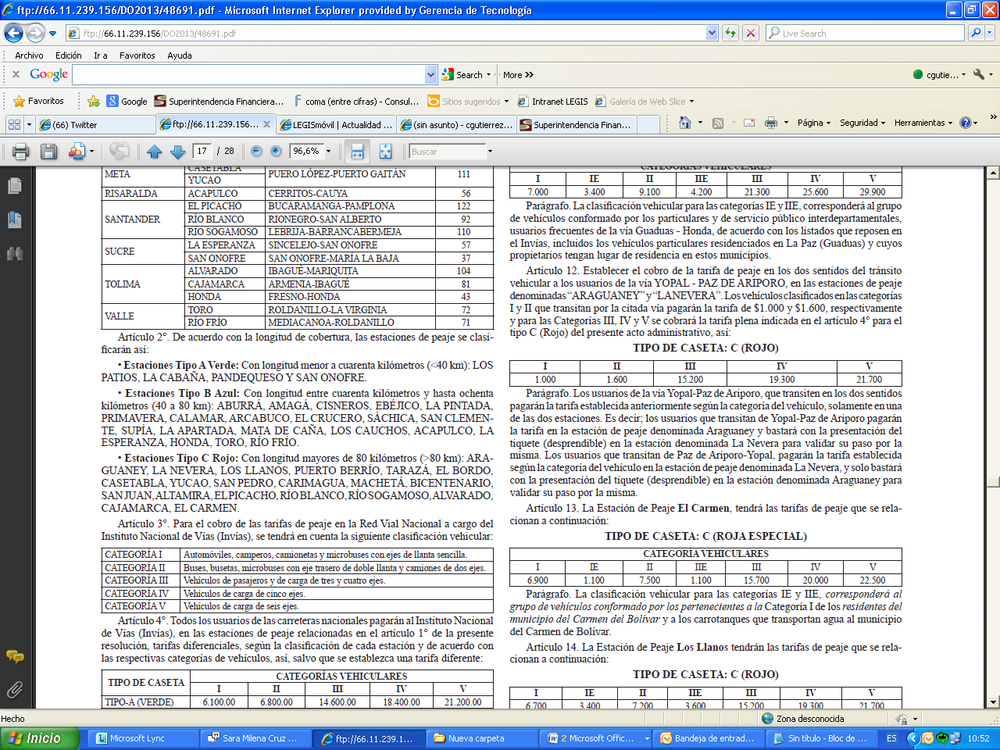 ftp://66.11.239.156/DO2013/48691.pdf - Microsoft Internet Explorer provided by Gerencia de Tecnología
ftp://66.11.239.156/DO2013/48691.pdf
Live Search
Archivo Edición Ir a Favoritos Ayuda
Google Search More cgutie...
Favoritos Google Superintendencia Financiera... coma (entre cifras) - Consul... Sitios sugeridos Intranet LEGIS Galería de Web Slice
(66) Twitter ftp://66.11.239.156... LEGISmóvil | Actualidad ... (sin asunto) - cgutierrez... Superintendencia Finan... Página Seguridad Herramientas
17 / 28 96,6% Buscar
META CASETABLA PUERO LÓPEZ-PUERTO GAITÁN 111
YUCAO
RISARALDA ACAPULCO CERRITOS-CAUYA 56
SANTANDER EL PICACHO BUCARAMANGA-PAMPLONA 122
RÍO BLANCO RIONEGRO-SAN ALBERTO 92
RIO SOGAMOSO LEBRIJA-BARRANCABERMEJA 110
SUCRE LA ESPERANZA SINCELEJO-SAN ONOFRE 57
SAN ONOFRE SAN ONOFRE-MARÍA LA BAJA 37
TOLIMA ALVARADO IBAGUÉ-MARIQUITA 104
CAJAMARCA ARMENIA-IBAGUÉ 81
HONDA FRESNO-HONDA 43
VALLE TORO ROLDANILLO-LA VIRGINIA 72
RÍO FRÍO MEDIACANOA-ROLDANILLO 71
Artículo 2°. De acuerdo con la longitud de cobertura, las estaciones de peaje se clasi-
ficarán así:
• Estaciones Tipo A Verde: Con longitud menor a cuarenta kilómetros (<40 km): LOS
PATIOS, LA CABAÑA, PANDEQUESO Y SAN ONOFRE.
• Estaciones Tipo B Azul: Con longitud entre cuarenta kilómetros y hasta ochenta
kilómetros (40 a 80 km): ABURRÁ, AMAGÁ, CISNEROS, EBÉJICO, LA PINTADA,
PRIMAVERA, CALAMAR, ARCABUCO, EL CRUCERO, SÁCHICA, SAN CLEMEN-
TE, SUPÍA, LA APARTADA, MATA DE CAÑA, LOS CAUCHOS, ACAPULCO, LA
ESPERANZA, HONDA, TORO, RÍO FRÍO.
• Estaciones Tipo C Rojo: Con longitud mayores de 80 kilómetros (>80 km): ARA-
GUANEY, LA NEVERA, LOS LLANOS, PUERTO BERRÍO, TARAZÁ, EL BORDO,
CASETABLA, YUCAO, SAN PEDRO, CARIMAGUA, MACHETÁ, BICENTENARIO,
SAN JUAN, ALTAMIRA, EL PICACHO, RÍO BLANCO, RÍO SOGAMOSO, ALVARADO,
CAJAMARCA, EL CARMEN.
Artículo 3°. Para el cobro de las tarifas de peaje en la Red Vial Nacional a cargo del
Instituto Nacional de Vías (Invías), se tendrá en cuenta la siguiente clasificación vehicular:
CATEGORÍA I Automóviles, camperos, camionetas y microbuses con ejes de llanta sencilla.
CATEGORÍA II Buses, busetas, microbuses con eje trasero de doble llanta y camiones de dos ejes.
CATEGORÍA III Vehículos de pasajeros y de carga de tres y cuatro ejes.
CATEGORÍA IV Vehículos de carga de cinco ejes.
CATEGORÍA V Vehículos de carga de seis ejes.
Artículo 4°. Todos los usuarios de las carreteras nacionales pagarán al Instituto Nacional
de Vías (Invías), en las estaciones de peaje relacionadas en el artículo 1° de la presente
resolución, tarifas diferenciales, según la clasificación de cada estación y de acuerdo con
las respectivas categorías de vehículos, así, salvo que se establezca una tarifa diferente:
TIPO DE CASETA CATEGORÍAS VEHICULARES
I II III IV V
TIPO-A (VERDE) 6.100.00 6.800.00 14.600.00 18.400.00 21.200.00
CATEGORÍAS VEHICULARES
I IE II IIE III IV V
7.000 3.400 9.100 4.200 21.300 25.600 29.900
Parágrafo. La clasificación vehicular para las categorías IE y IIE, corresponderá al grupo
de vehículos conformado por los particulares y de servicio público interdepartamentales,
usuarios frecuentes de la vía Guaduas - Honda, de acuerdo con los listados que reposen en
el Invías, incluidos los vehículos particulares residenciados en La Paz (Guaduas) y cuyos
propietarios tengan lugar de residencia en estos municipios.
Artículo 12. Establecer el cobro de la tarifa de peaje en los dos sentidos del tránsito
vehicular a los usuarios de la vía YOPAL - PAZ DE ARIPORO, en las estaciones de peaje
denominadas “ARAGUANEY” y “LANEVERA”. Los vehículos clasificados en las categorías
I y II que transitan por la citada vía pagarán la tarifa de $1.000 y $1.600, respectivamente
y para las Categorías III, IV y V se cobrará la tarifa plena indicada en el artículo 4° para el
tipo C (Rojo) del presente acto administrativo, así:
TIPO DE CASETA: C (ROJO)
I II III IV V
1.000 1.600 15.200 19.300 21.700
Parágrafo. Los usuarios de la vía Yopal-Paz de Ariporo, que transiten en los dos sentidos
pagarán la tarifa establecida anteriormente según la categoría del vehículo, solamente en una
de las dos estaciones. Es decir; los usuarios que transitan de Yopal-Paz de Ariporo pagarán
la tarifa en la estación de peaje denominada Araguaney y bastará con la presentación del
tiquete (desprendible) en la estación denominada La Nevera para validar su paso por la
misma. Los usuarios que transitan de Paz de Ariporo-Yopal, pagarán la tarifa establecida
según la categoría del vehículo en la estación de peaje denominada La Nevera, y solo bastará
con la presentación del tiquete (desprendible) en la estación denominada Araguaney para
validar su paso por la misma.
Artículo 13. La Estación de Peaje El Carmen, tendrá las tarifas de peaje que se rela-
cionan a continuación:
TIPO DE CASETA: C (ROJA ESPECIAL)
CATEGORÍA VEHICULARES
I IE II IIE III IV V
6.900 1.100 7.500 1.100 15.700 20.000 22.500
Parágrafo. La clasificación vehicular para las categorías IE y IIE, corresponderá al
grupo de vehículos conformado por los pertenecientes a la Categoría I de los residentes del
municipio del Carmen del Bolívar y a los carrotanques que transportan agua al municipio
del Carmen de Bolívar.
Artículo 14. La Estación de Peaje Los Llanos tendrán las tarifas de peaje que se rela-
cionan a continuación:
TIPO DE CASETA: C (ROJO)
I IE II IIE III IV V
6.700 3.400 7.200 3.600 15.200 19.300 21.700
Hecho Zona desconocida
Inicio Microsoft Lync Sara Milena Cruz ... ftp://66.11.239.1... Nueva carpeta 2 Microsoft Offic... Bandeja de entrad... Sin título - Bloc de ... ES 10:52